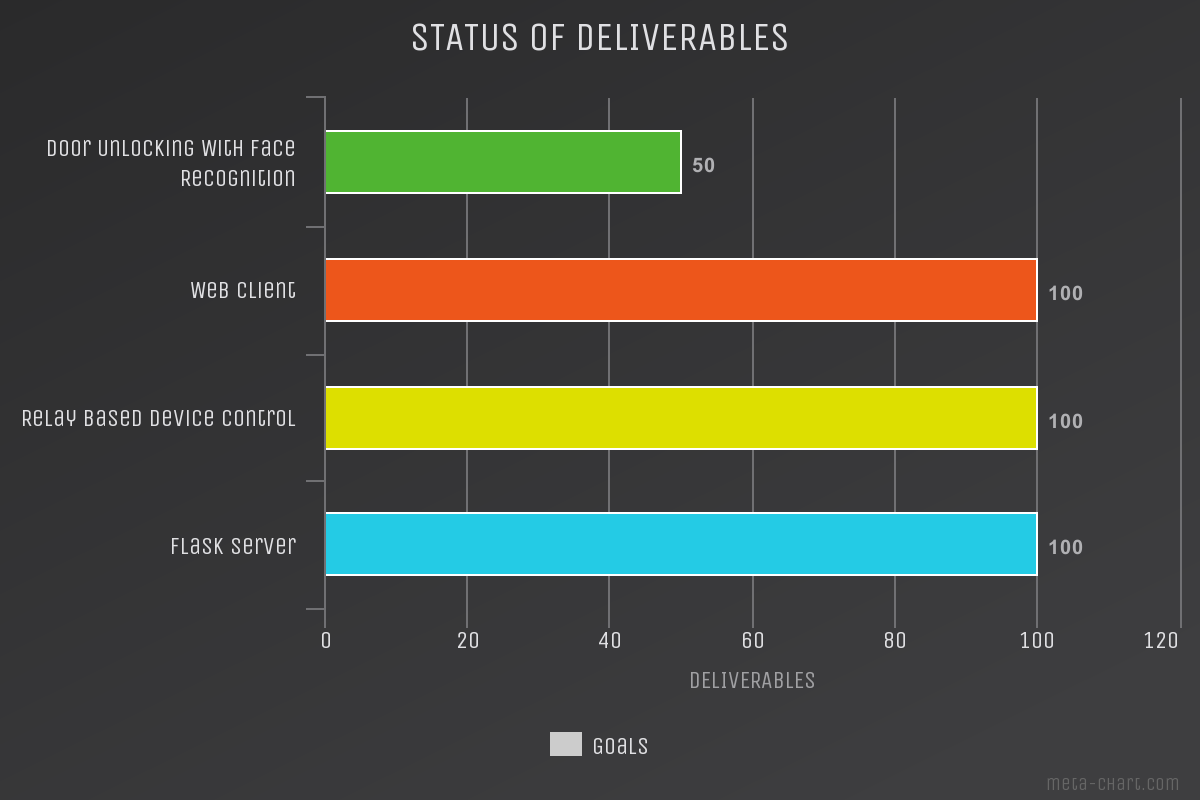 STATUS OF DELIVERABLES
Door Unlocking with Face
Recognition
50
Web Client
100
Relay Based Device Control
100
Flask Server
100
0 20 40 60 80 100 120
DELIVERABLES
Goals
meta-chart.com